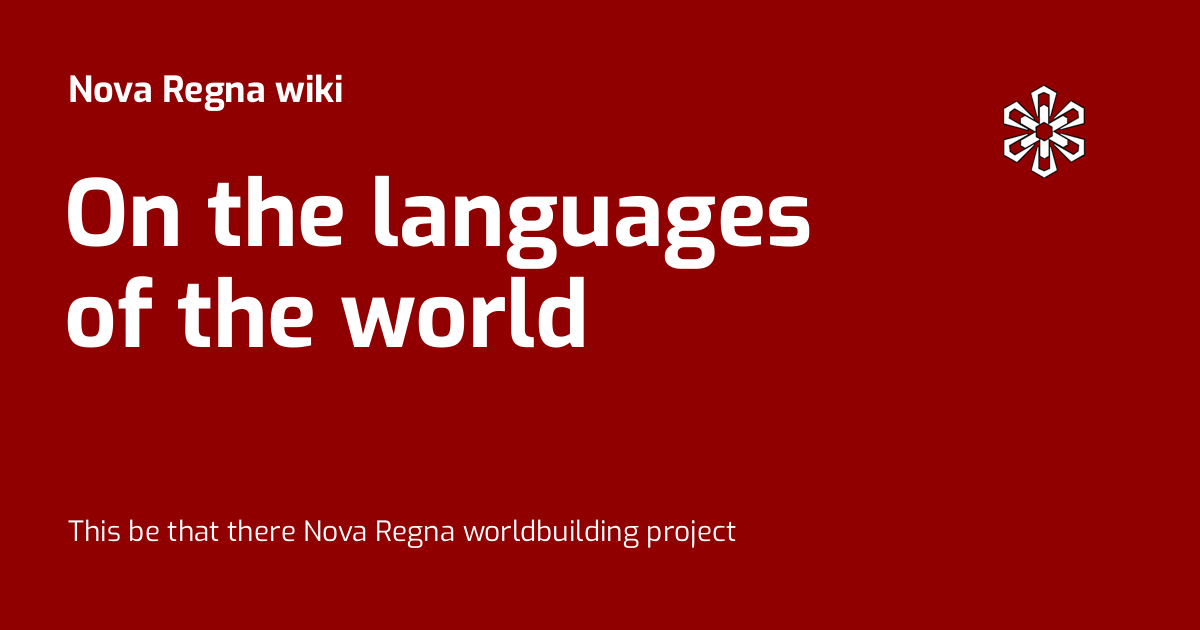 Nova Regna wiki
On the languages
of the world
This be that there Nova Regna worldbuilding project